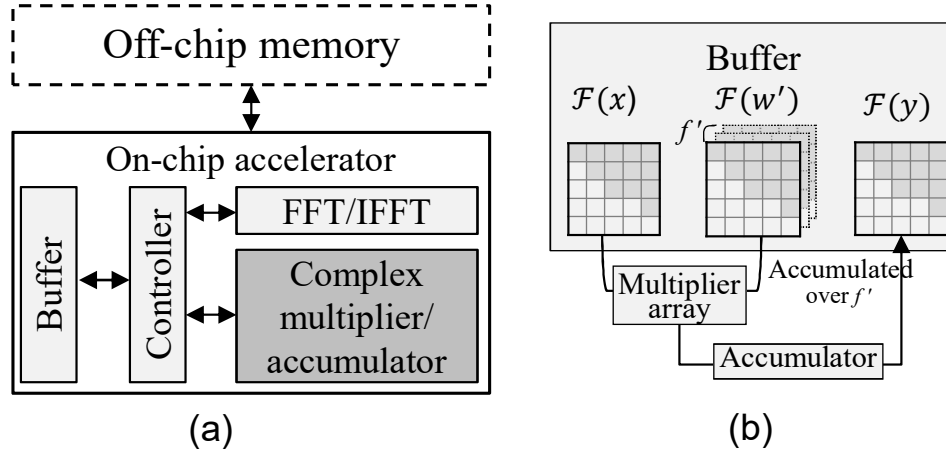 Off-chip memory
On-chip accelerator
Buffer
Controller
FFT/IFFT
Complex
multiplier/
accumulator
(a)
Buffer
ℱ(x)
ℱ(w′)
ℱ(y)
f′
Multiplier
array
Accumulated
over f′
Accumulator
(b)